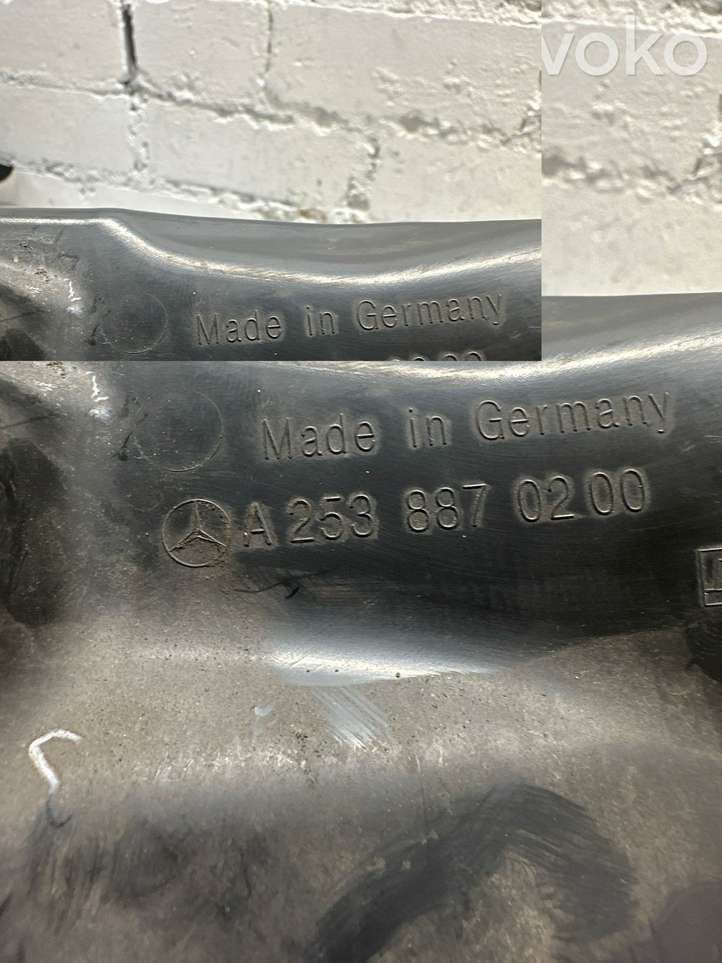 voko
Made in Germany
Made in Germany
A 253 887 02 00